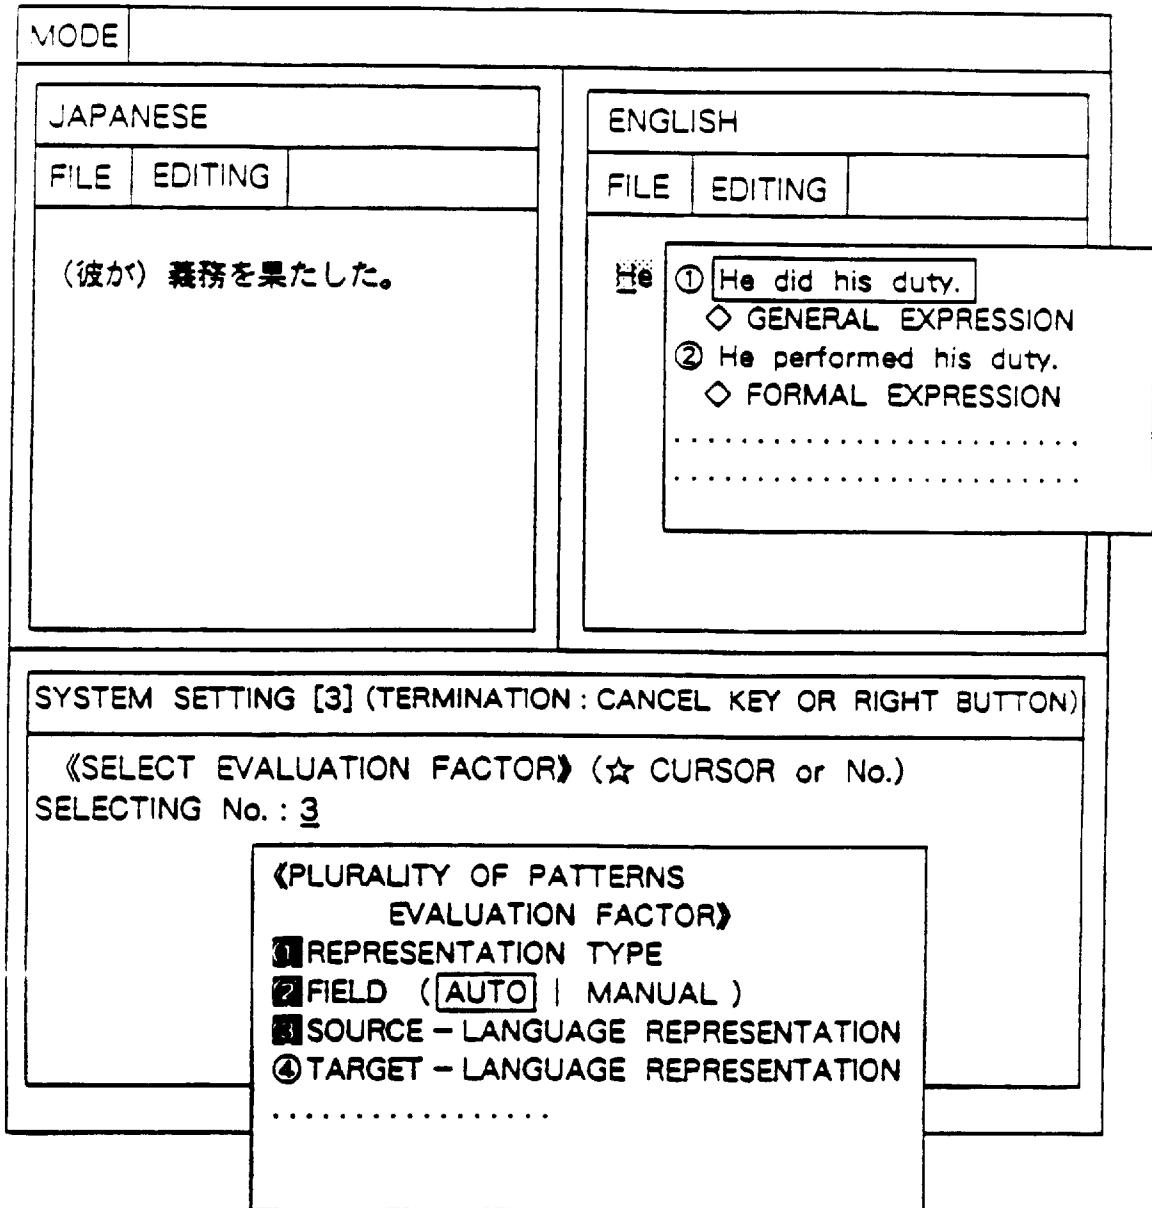 MODE
JAPANESE
FILE EDITING
(彼が) 義務を果たした。
ENGLISH
FILE EDITING
He
① He did his duty.
◇ GENERAL EXPRESSION
② He performed his duty.
◇ FORMAL EXPRESSION
..........................
..........................
SYSTEM SETTING [3] (TERMINATION : CANCEL KEY OR RIGHT BUTTON)
《SELECT EVALUATION FACTOR》 (☆ CURSOR or No.)
SELECTING No. : 3
《PLURALITY OF PATTERNS
EVALUATION FACTOR》
1 REPRESENTATION TYPE
2 FIELD (AUTO | MANUAL)
3 SOURCE – LANGUAGE REPRESENTATION
④ TARGET – LANGUAGE REPRESENTATION
.................